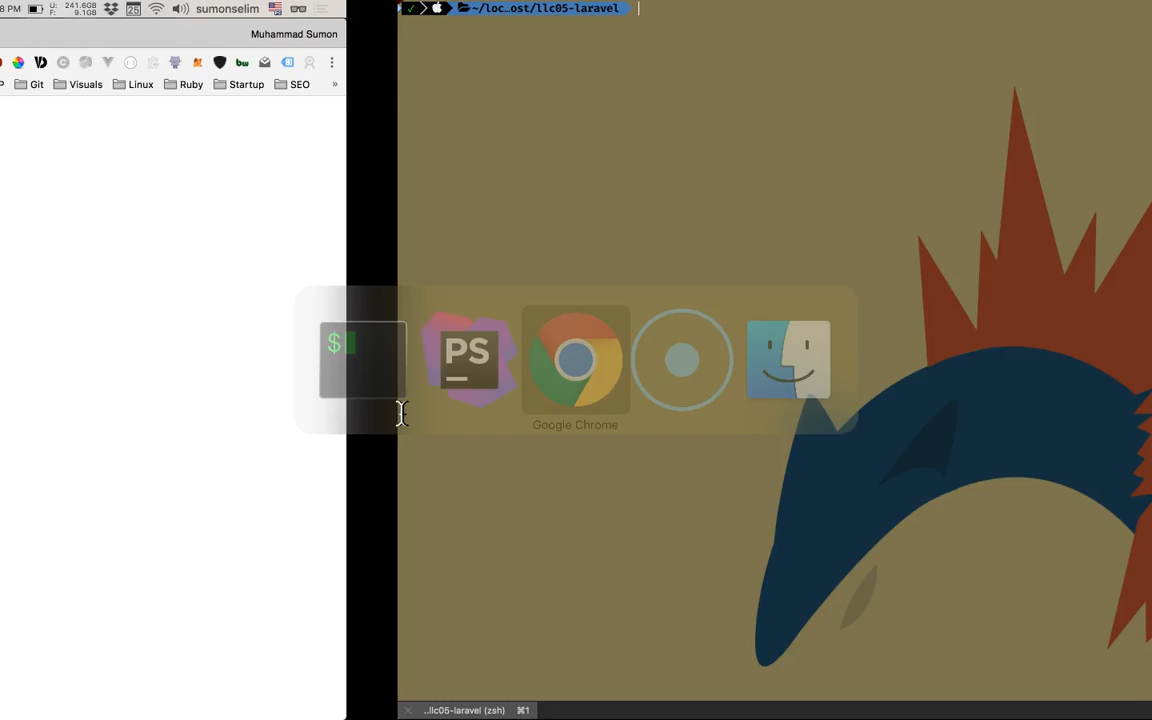 8 PM U: 241.6GB F: 9.1GB 25 sumonselim
Muhammad Sumon
P Git Visuals Linux Ruby Startup SEO »
✓ ~/loc…ost/llc05-laravel
$ PS
Google Chrome
× ..llc05-laravel (zsh) ⌘1